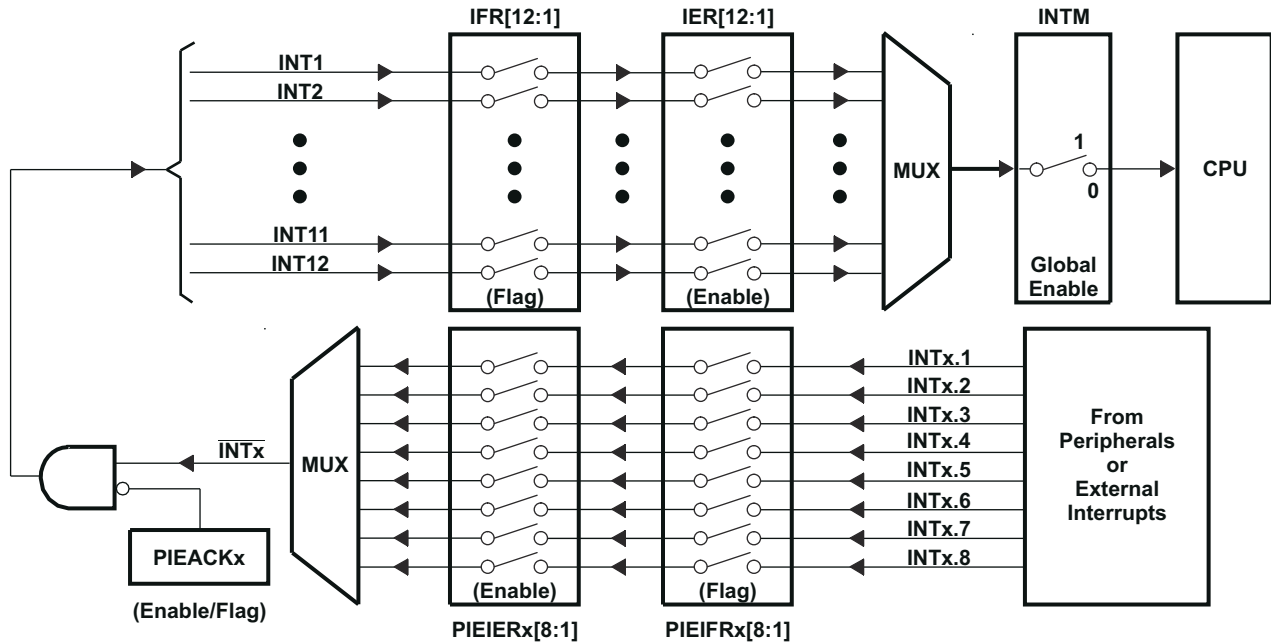 IFR[12:1] IER[12:1] INTM
INT1
INT2
1
MUX
CPU
0
INT11
INT12
Global
Enable
(Flag) (Enable)
INTx.1
INTx.2
INTx.3
INTx.4
INTx.5
INTx.6
INTx.7
INTx.8
From
Peripherals
or
External
Interrupts
INTx
MUX
PIEACKx
(Enable/Flag)
(Enable) (Flag)
PIEIERx[8:1] PIEIFRx[8:1]